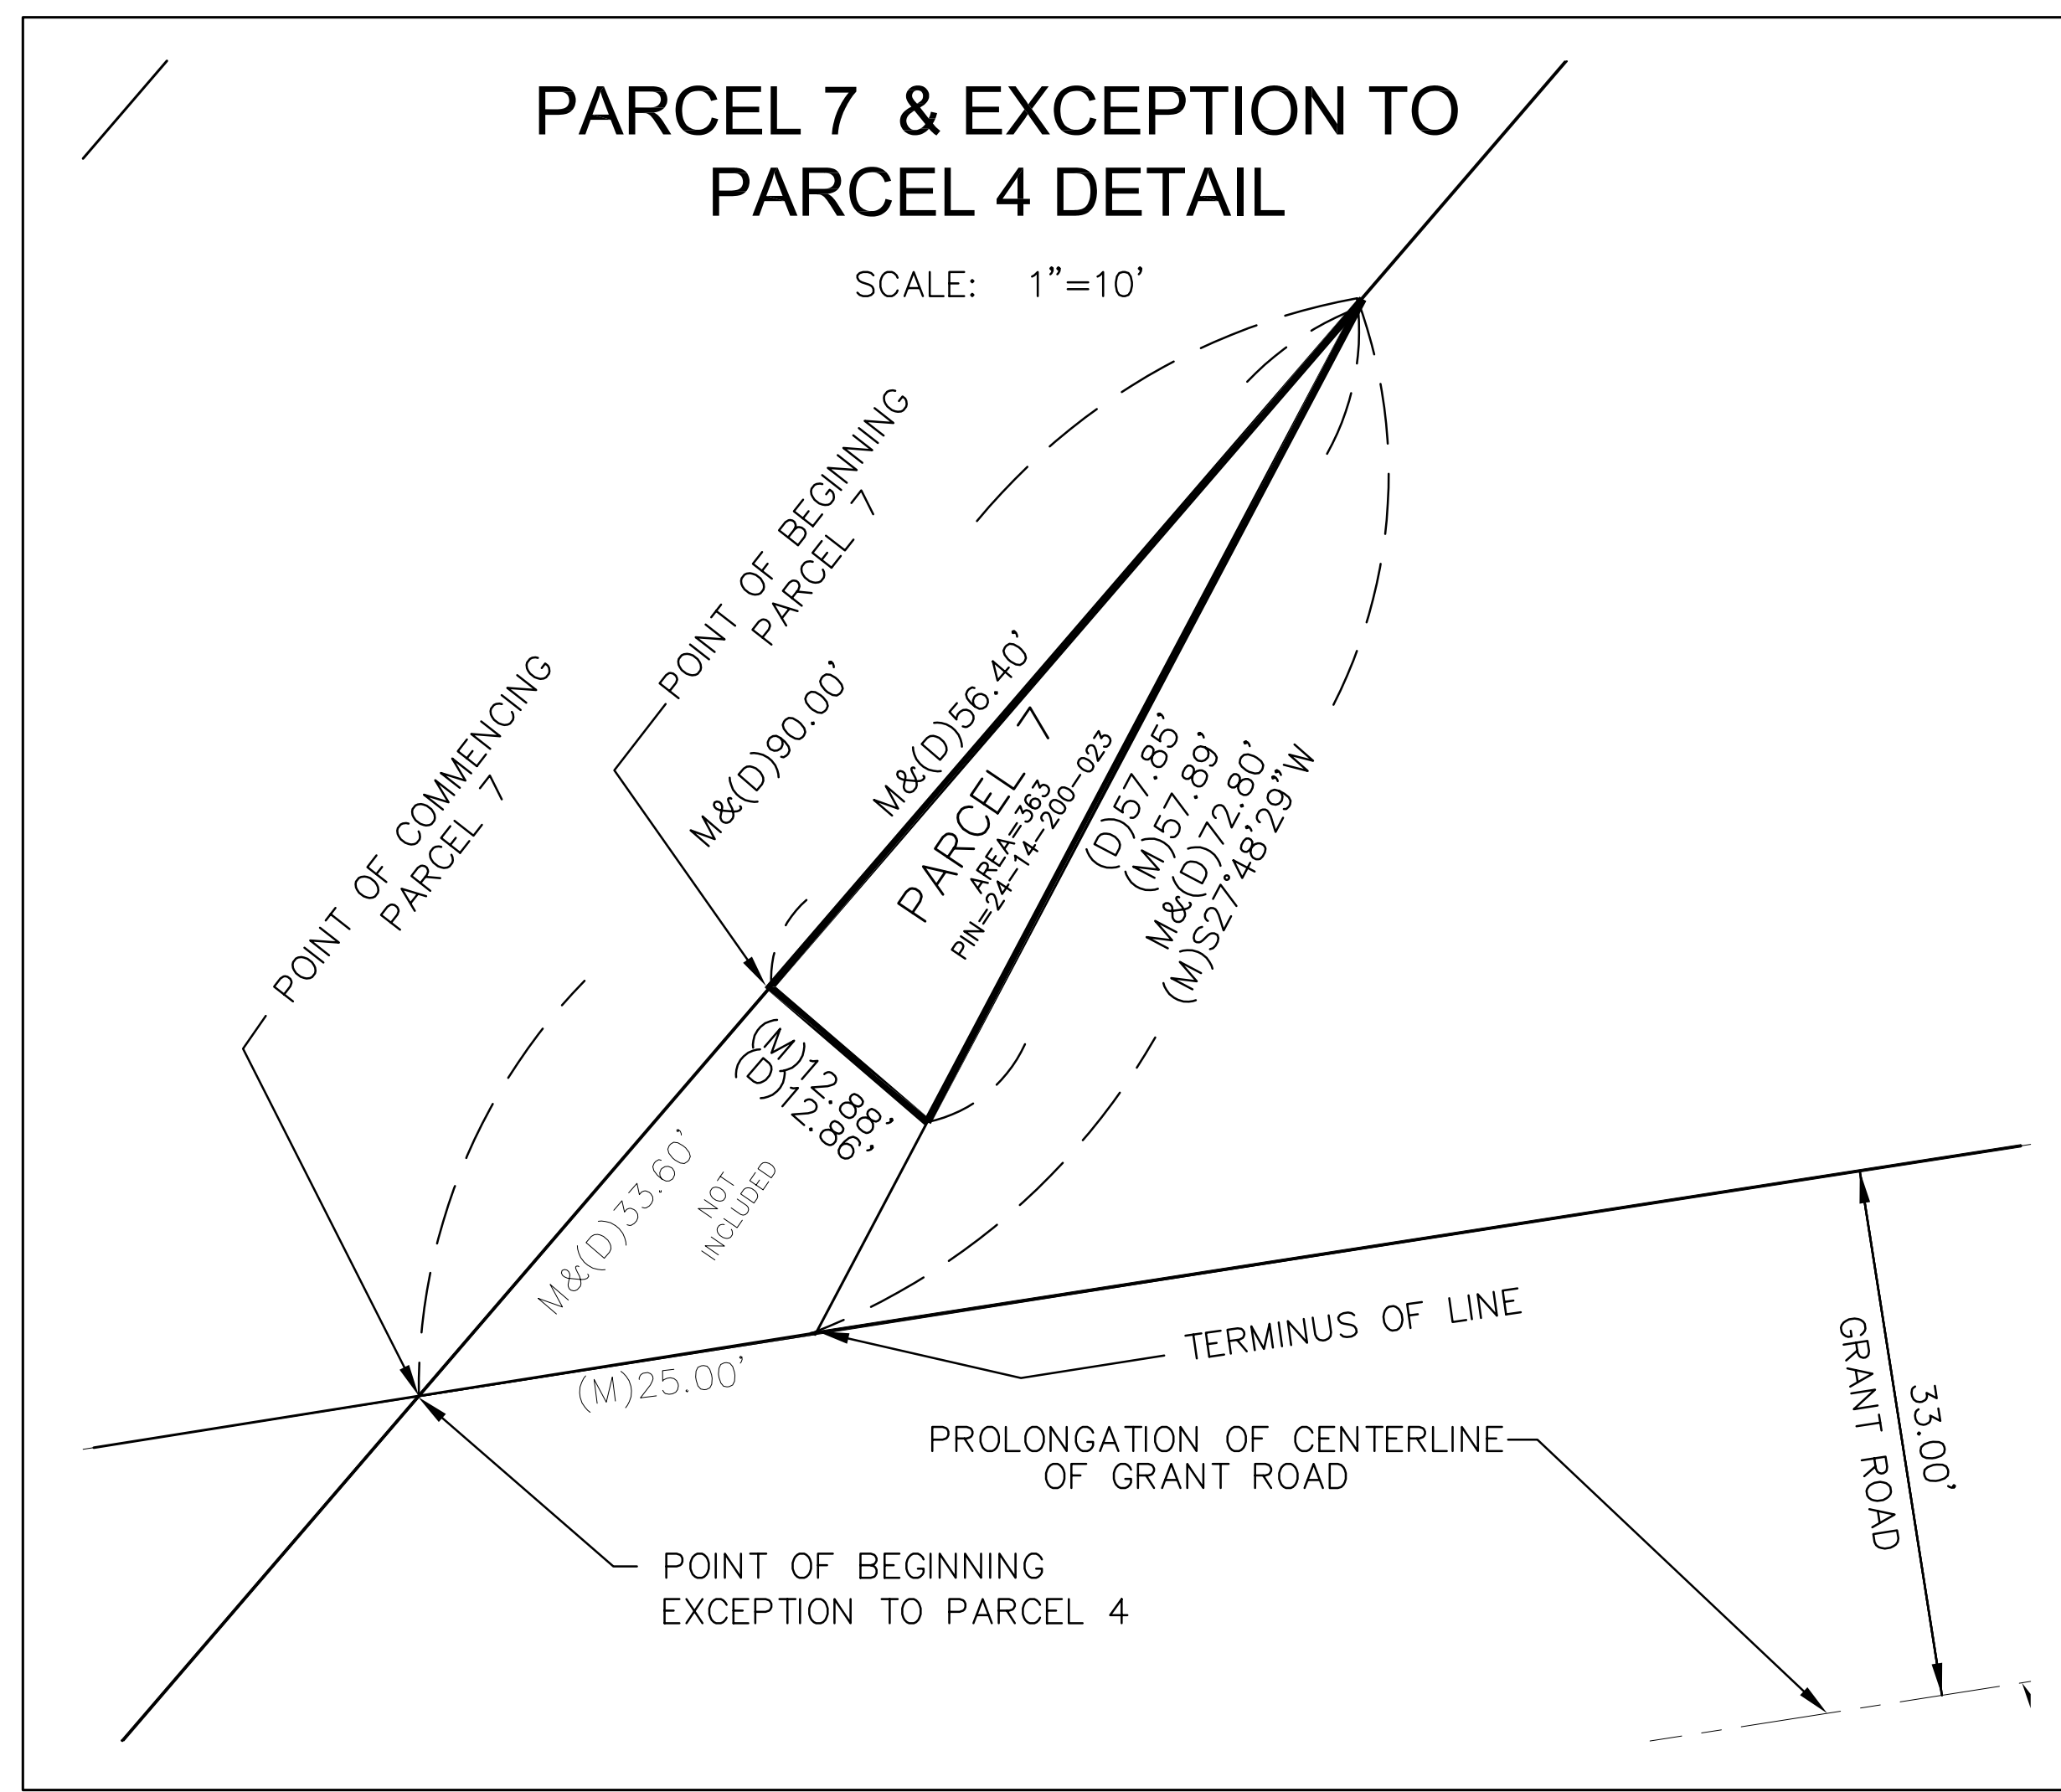 PARCEL 7 & EXCEPTION TO
PARCEL 4 DETAIL
SCALE: 1"=10'
POINT OF BEGINNING
PARCEL 7
POINT OF COMMENCING
PARCEL 7
M&(D)90.00'
M&(D)56.40'
PARCEL 7
AREA=363
PIN=24-14-200-023
(D)57.85'
(M)57.89'
M&(D)72.80'
(M)S27°48'29"W
(M)12.88'
M&(D)33.60'
NOT
INCLUDED
(M)25.00'
TERMINUS OF LINE
33.00'
GRANT ROAD
PROLONGATION OF CENTERLINE
OF GRANT ROAD
POINT OF BEGINNING
EXCEPTION TO PARCEL 4